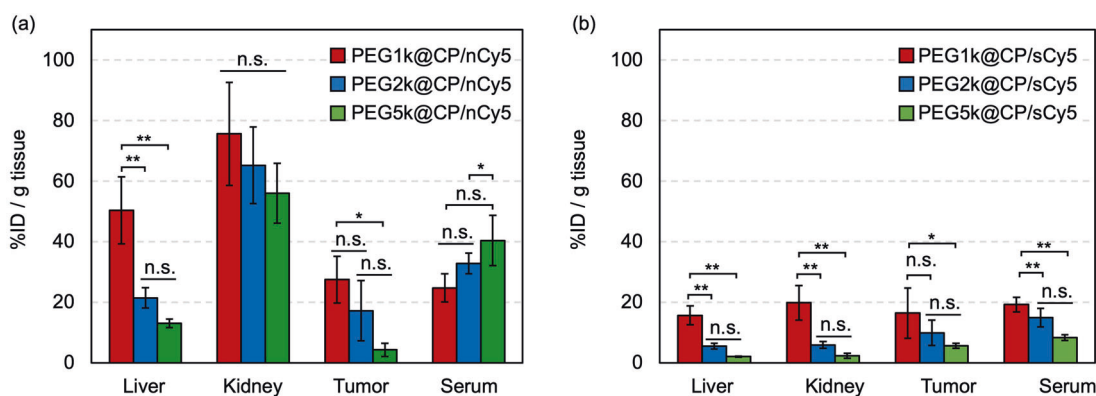 (a)
%ID / g tissue
100
80
60
40
20
0
PEG1k@CP/nCy5
PEG2k@CP/nCy5
PEG5k@CP/nCy5
**
**
n.s.
n.s.
*
n.s.
n.s.
*
n.s.
n.s.
Liver Kidney Tumor Serum
(b)
%ID / g tissue
100
80
60
40
20
0
PEG1k@CP/sCy5
PEG2k@CP/sCy5
PEG5k@CP/sCy5
**
**
n.s.
**
**
n.s.
*
n.s.
n.s.
**
**
n.s.
Liver Kidney Tumor Serum